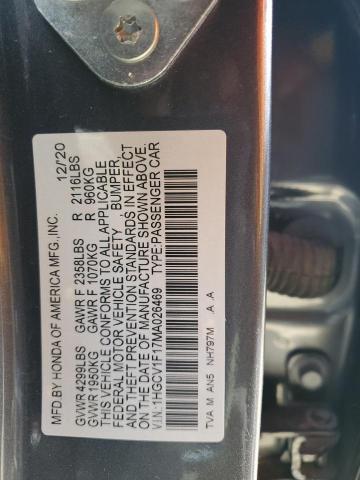 MFD.BY HONDA OF AMERICA MFG.,INC. 12/20
GVWR 4299LBS GAWR F 2358LBS R 2116LBS
GVWR 1950KG GAWR F 1070KG R 960KG
THIS VEHICLE CONFORMS TO ALL APPLICABLE
FEDERAL MOTOR VEHICLE SAFETY , BUMPER,
AND THEFT PREVENTION STANDARDS IN EFFECT
ON THE DATE OF MANUFACTURE SHOWN ABOVE.
V I N: 1HGCV1F17MA026469 TYPE:PASSENGER CAR
TVA M AN5 NH797M .A .A